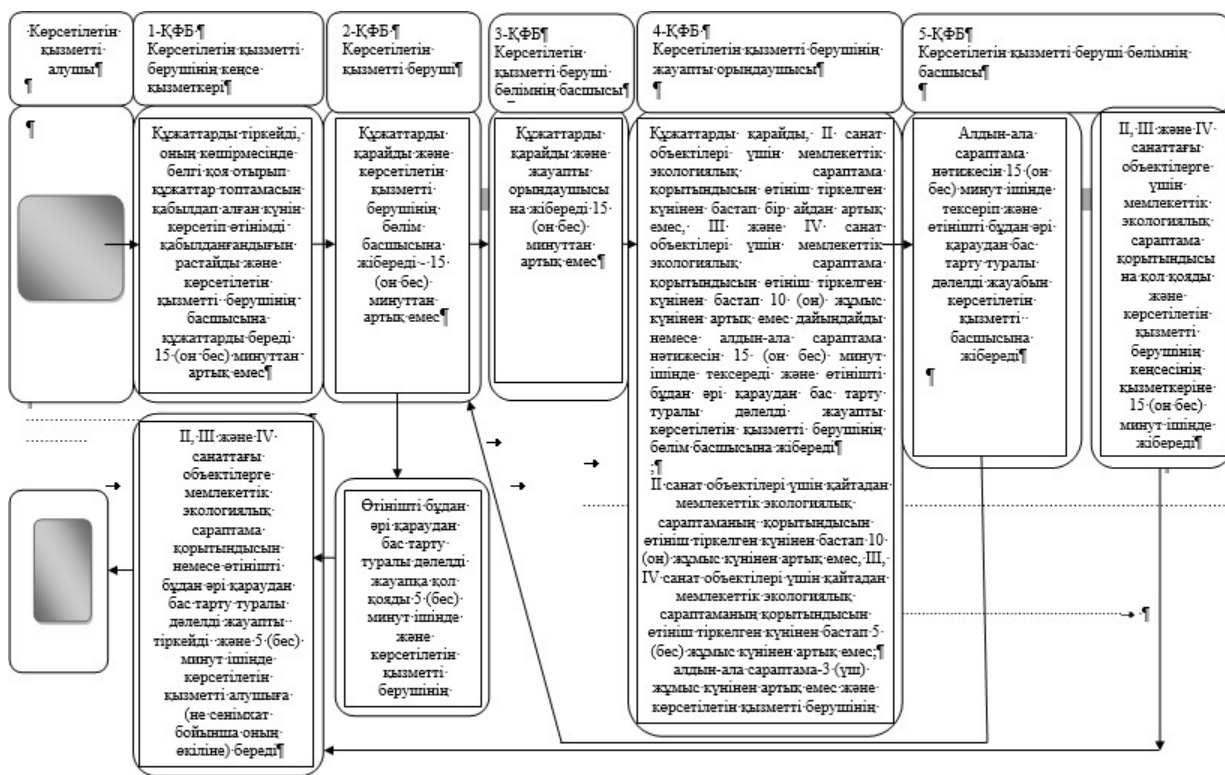 Көрсетілетін
қызметті
алушы¶
¶
1-ҚФБ¶
Көрсетілетін қызметті
берушінің кеңсе
қызметкері¶
2-ҚФБ¶
Көрсетілетін
қызметті беруші¶
3-ҚФБ¶
Көрсетілетін
қызметті беруші
бөлімнің басшысы¶
4-ҚФБ¶
Көрсетілетін қызметті берушінің
жауапты орындаушысы¶
¶
5-ҚФБ¶
Көрсетілетін қызметті беруші бөлімнің
басшысы¶
¶
¶
Құжаттарды тіркейді,
оның көшірмесінде
белгі қоя отырып
құжаттар топтамасын
қабылдап алған күнін
көрсетіп өтінімді
қабылданғандығын
растайды және
көрсетілетін
қызметті берушінің
басшысына
құжаттарды береді
15 (он бес) минуттан
артық емес¶
Құжаттарды
қарайды және
көрсетілетін
қызметті
берушінің
бөлім
басшысына
жібереді - 15
(он бес)
минуттан
артық емес¶
Құжаттарды
қарайды және
жауапты
орындаушысы
на жібереді 15
(он бес)
минуттан
артық емес¶
Құжаттарды қарайды, ІІ санат
объектілері үшін мемлекеттік
экологиялық сараптама
қорытындысын өтініш тіркелген
күнінен бастап бір айдан артық
емес, ІІІ және IV санат
объектілері үшін мемлекеттік
экологиялық сараптама
қорытындысын өтініш тіркелген
күнінен бастап 10 (он) жұмыс
күнінен артық емес дайындайды
немесе алдын-ала сараптама
нәтижесін 15 (он бес) минут
ішінде тексереді және өтінішті
бұдан әрі қараудан бас тарту
туралы дәлелді жауапты
көрсетілетін қызметті берушінің
бөлім басшысына жібереді¶
;¶
ІІ санат объектілері үшін қайтадан
мемлекеттік экологиялық
сараптаманың қорытындысын
өтініш тіркелген күнінен бастап 10
(он) жұмыс күнінен артық емес, ІІІ,
IV санат объектілері үшін қайтадан
мемлекеттік экологиялық
сараптаманың қорытындысын
өтініш тіркелген күнінен бастап 5
(бес) жұмыс күнінен артық емес;¶
алдын-ала сараптама-3 (үш)
жұмыс күнінен артық емес және
көрсетілетін қызметті берушінің
Алдын-ала
сараптама
нәтижесін 15 (он
бес) минут ішінде
тексеріп және
өтінішті бұдан әрі
қараудан бас
тарту туралы
дәлелді жауабын
көрсетілетін
қызметті
басшысына
жібереді¶
¶
ІІ, ІІІ және IV
санаттағы
объектілерге
үшін
мемлекеттік
экологиялық
сараптама
қорытындысы
на қол қояды
және
көрсетілетін
қызметті
берушінің
кеңсесінің
қызметкеріне
15 (он бес)
минут ішінде
жібереді¶
¶
¶
ІІ, ІІІ және IV
санаттағы
объектілерге
мемлекеттік
экологиялық
сараптама
қорытындысын
немесе өтінішті
бұдан әрі қараудан
бас тарту туралы
дәлелді жауапты
тіркейді және 5 (бес)
минут ішінде
көрсетілетін
қызметті алушыға
(не сенімхат
бойынша оның
өкіліне) береді¶
Өтінішті бұдан
әрі қараудан
бас тарту
туралы дәлелді
жауапқа қол
қояды 5 (бес)
минут ішінде
және
көрсетілетін
қызметті
берушінің
¶